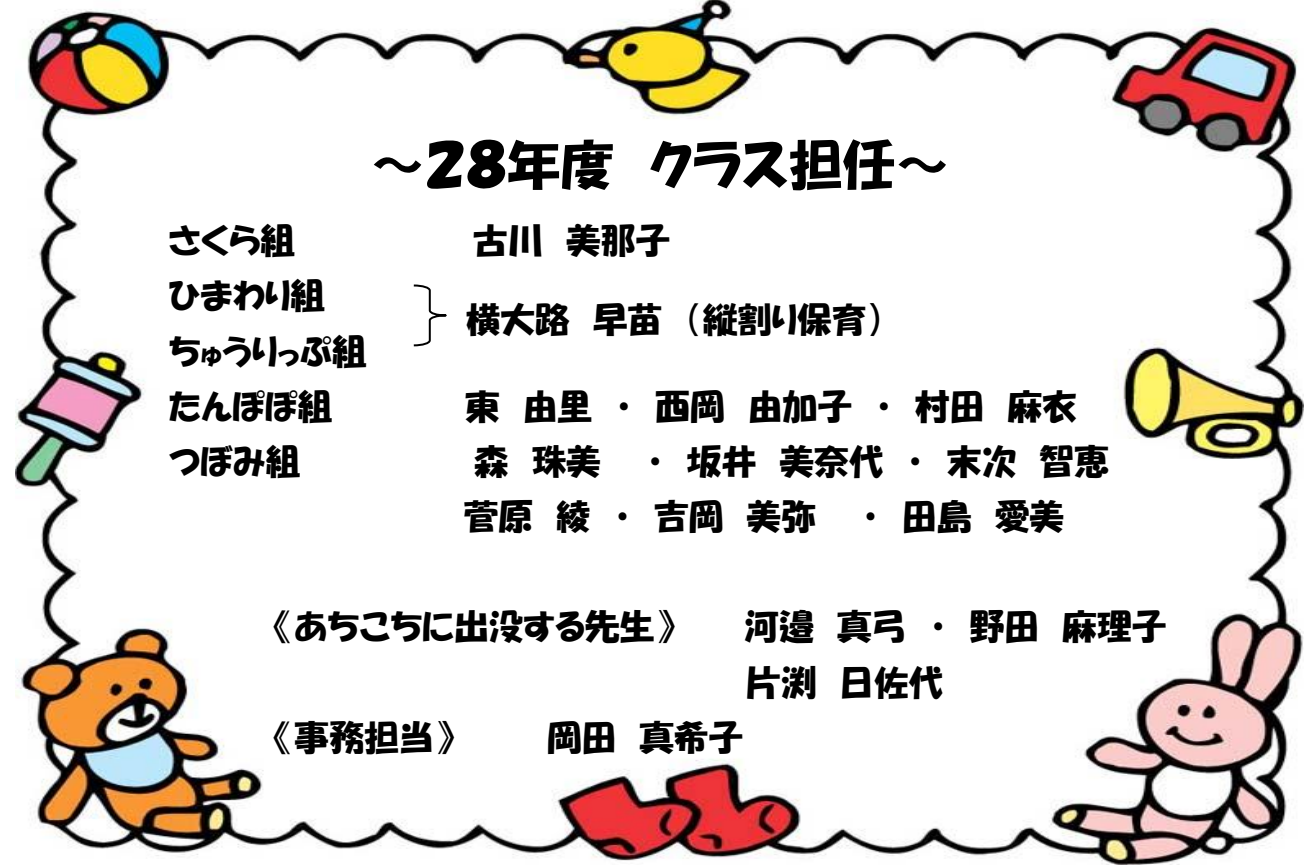 ～28年度　クラス担任～
さくら組　古川　美那子
ひまわり組
横大路　早苗（縦割り保育）
ちゅうりっぷ組
たんぽぽ組　東　由里 ・ 西岡　由加子 ・ 村田　麻衣
つぼみ組　森　珠美　・ 坂井　美奈代 ・ 末次　智恵
菅原　綾 ・ 吉岡　美弥　・ 田島　愛美
《あちこちに出没する先生》　河邉　真弓 ・ 野田　麻理子
片渕　日佐代
《事務担当》　岡田　真希子